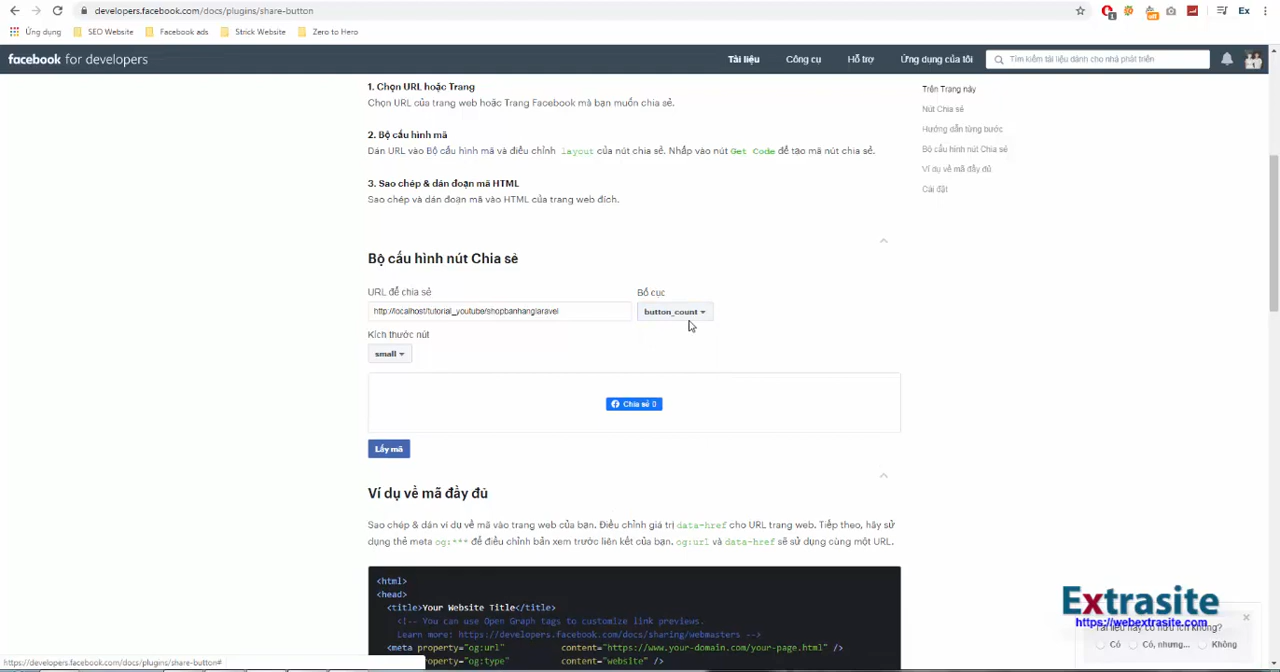 developers.facebook.com/docs/plugins/share-button
Ứng dụng
SEO Website
Facebook ads
Strick Website
Zero to Hero
Ex
facebook for developers
Tài liệu
Công cụ
Hỗ trợ
Ứng dụng của tôi
Tìm kiếm tài liệu dành cho nhà phát triển
1. Chọn URL hoặc Trang
Chọn URL của trang web hoặc Trang Facebook mà bạn muốn chia sẻ.
2. Bộ cấu hình mã
Dán URL vào Bộ cấu hình mã và điều chỉnh layout của nút chia sẻ. Nhấp vào nút Get Code để tạo mã nút chia sẻ.
3. Sao chép & dán đoạn mã HTML
Sao chép và dán đoạn mã vào HTML của trang web đích.
Trên Trang này
Nút Chia sẻ
Hướng dẫn từng bước
Bộ cấu hình nút Chia sẻ
Ví dụ về mã đầy đủ
Cài đặt
Bộ cấu hình nút Chia sẻ
URL để chia sẻ
Bố cục
http://localhost/tutorial_youtube/shopbanhanglaravel
button_count
Kích thước nút
small
Chia sẻ 0
Lấy mã
Ví dụ về mã đầy đủ
Sao chép & dán ví dụ về mã vào trang web của bạn. Điều chỉnh giá trị data-href cho URL trang web. Tiếp theo, hãy sử
dụng thẻ meta og:*** để điều chỉnh bản xem trước liên kết của bạn. og:url và data-href sẽ sử dụng cùng một URL.
<html>
<head>
<title>Your Website Title</title>
<!-- You can use Open Graph tags to customize link previews.
Learn more: https://developers.facebook.com/docs/sharing/webmasters -->
<meta property="og:url" content="https://www.your-domain.com/your-page.html" />
property="og:type" content="website" />
Extrasite
https://webextrasite.com
Tài liệu này có hữu ích không?
Có
Có, nhưng...
Không
https://developers.facebook.com/docs/plugins/share-button#